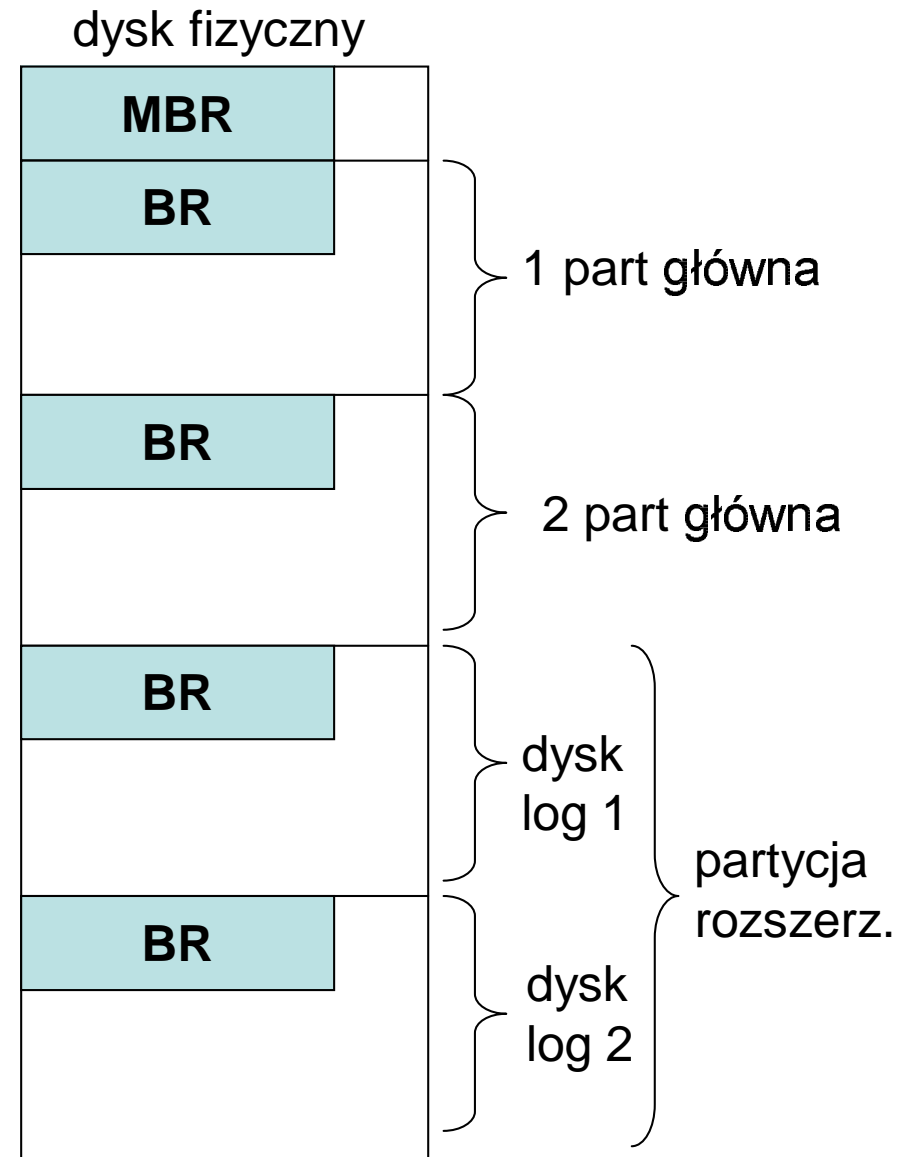 dysk fizyczny
MBR
BR
1 part główna
BR
2 part główna
BR
dysk
log 1
partycja
rozszerz.
BR
dysk
log 2